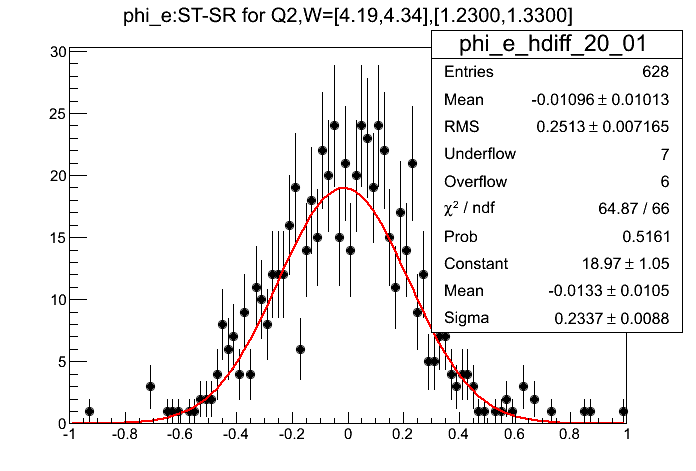 phi_e:ST-SR for Q2,W=[4.19,4.34],[1.2300,1.3300]
phi_e_hdiff_20_01
Entries 628
Mean -0.01096 ± 0.01013
RMS 0.2513 ± 0.007165
Underflow 7
Overflow 6
χ² / ndf 64.87 / 66
Prob 0.5161
Constant 18.97 ± 1.05
Mean -0.0133 ± 0.0105
Sigma 0.2337 ± 0.0088
30
25
20
15
10
5
0
-1 -0.8 -0.6 -0.4 -0.2 0 0.2 0.4 0.6 0.8 1